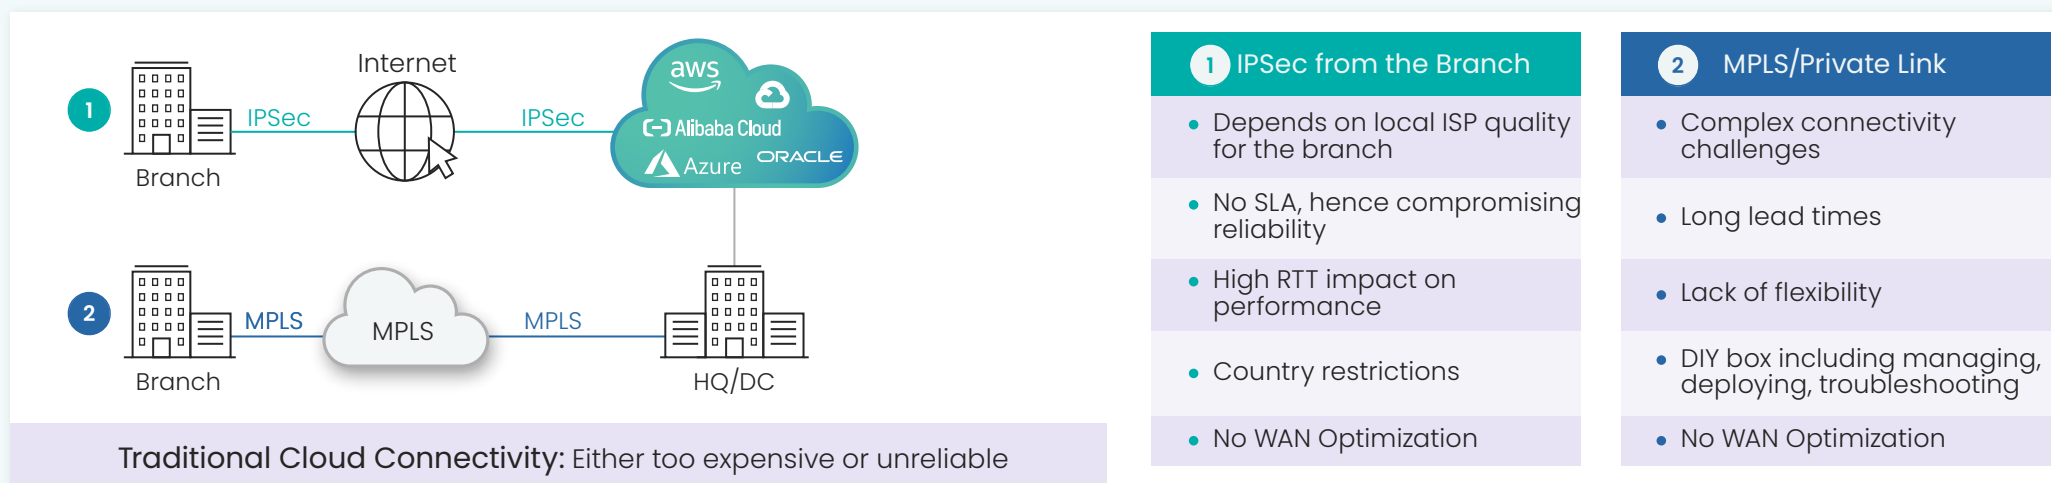 Internet
1
IPSec
IPSec
Branch
aws
Alibaba Cloud
Azure
ORACLE
2
MPLS
MPLS
MPLS
Branch
HQ/DC
Traditional Cloud Connectivity: Either too expensive or unreliable
1 IPSec from the Branch
Depends on local ISP quality
for the branch
No SLA, hence compromising
reliability
High RTT impact on
performance
Country restrictions
No WAN Optimization
2 MPLS/Private Link
Complex connectivity
challenges
Long lead times
Lack of flexibility
DIY box including managing,
deploying, troubleshooting
No WAN Optimization